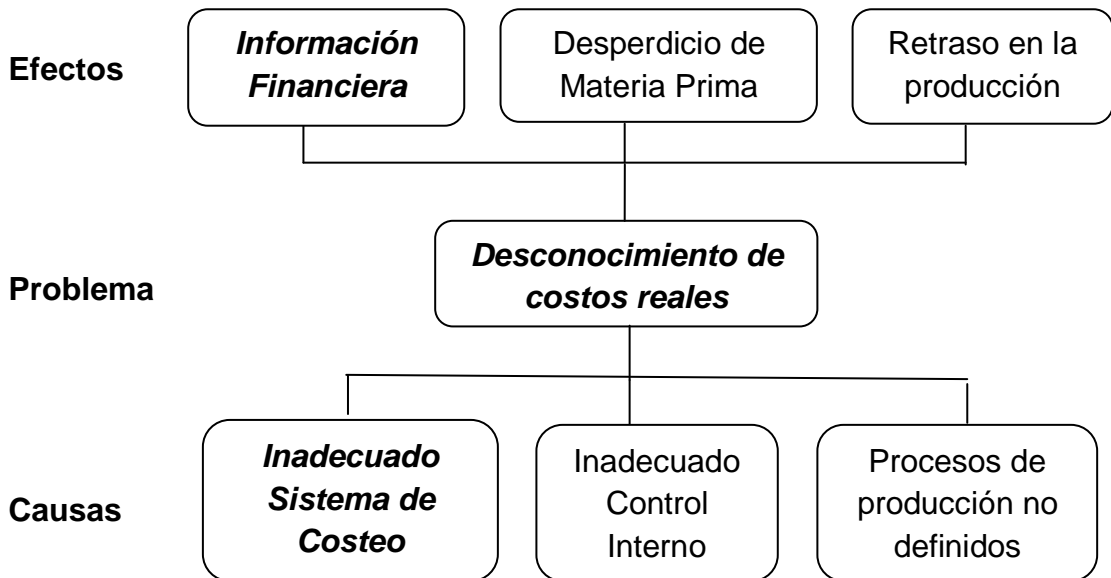 Efectos
Información
Financiera
Desperdicio de
Materia Prima
Retraso en la
producción
Problema
Desconocimiento de
costos reales
Causas
Inadecuado
Sistema de
Costeo
Inadecuado
Control
Interno
Procesos de
producción no
definidos